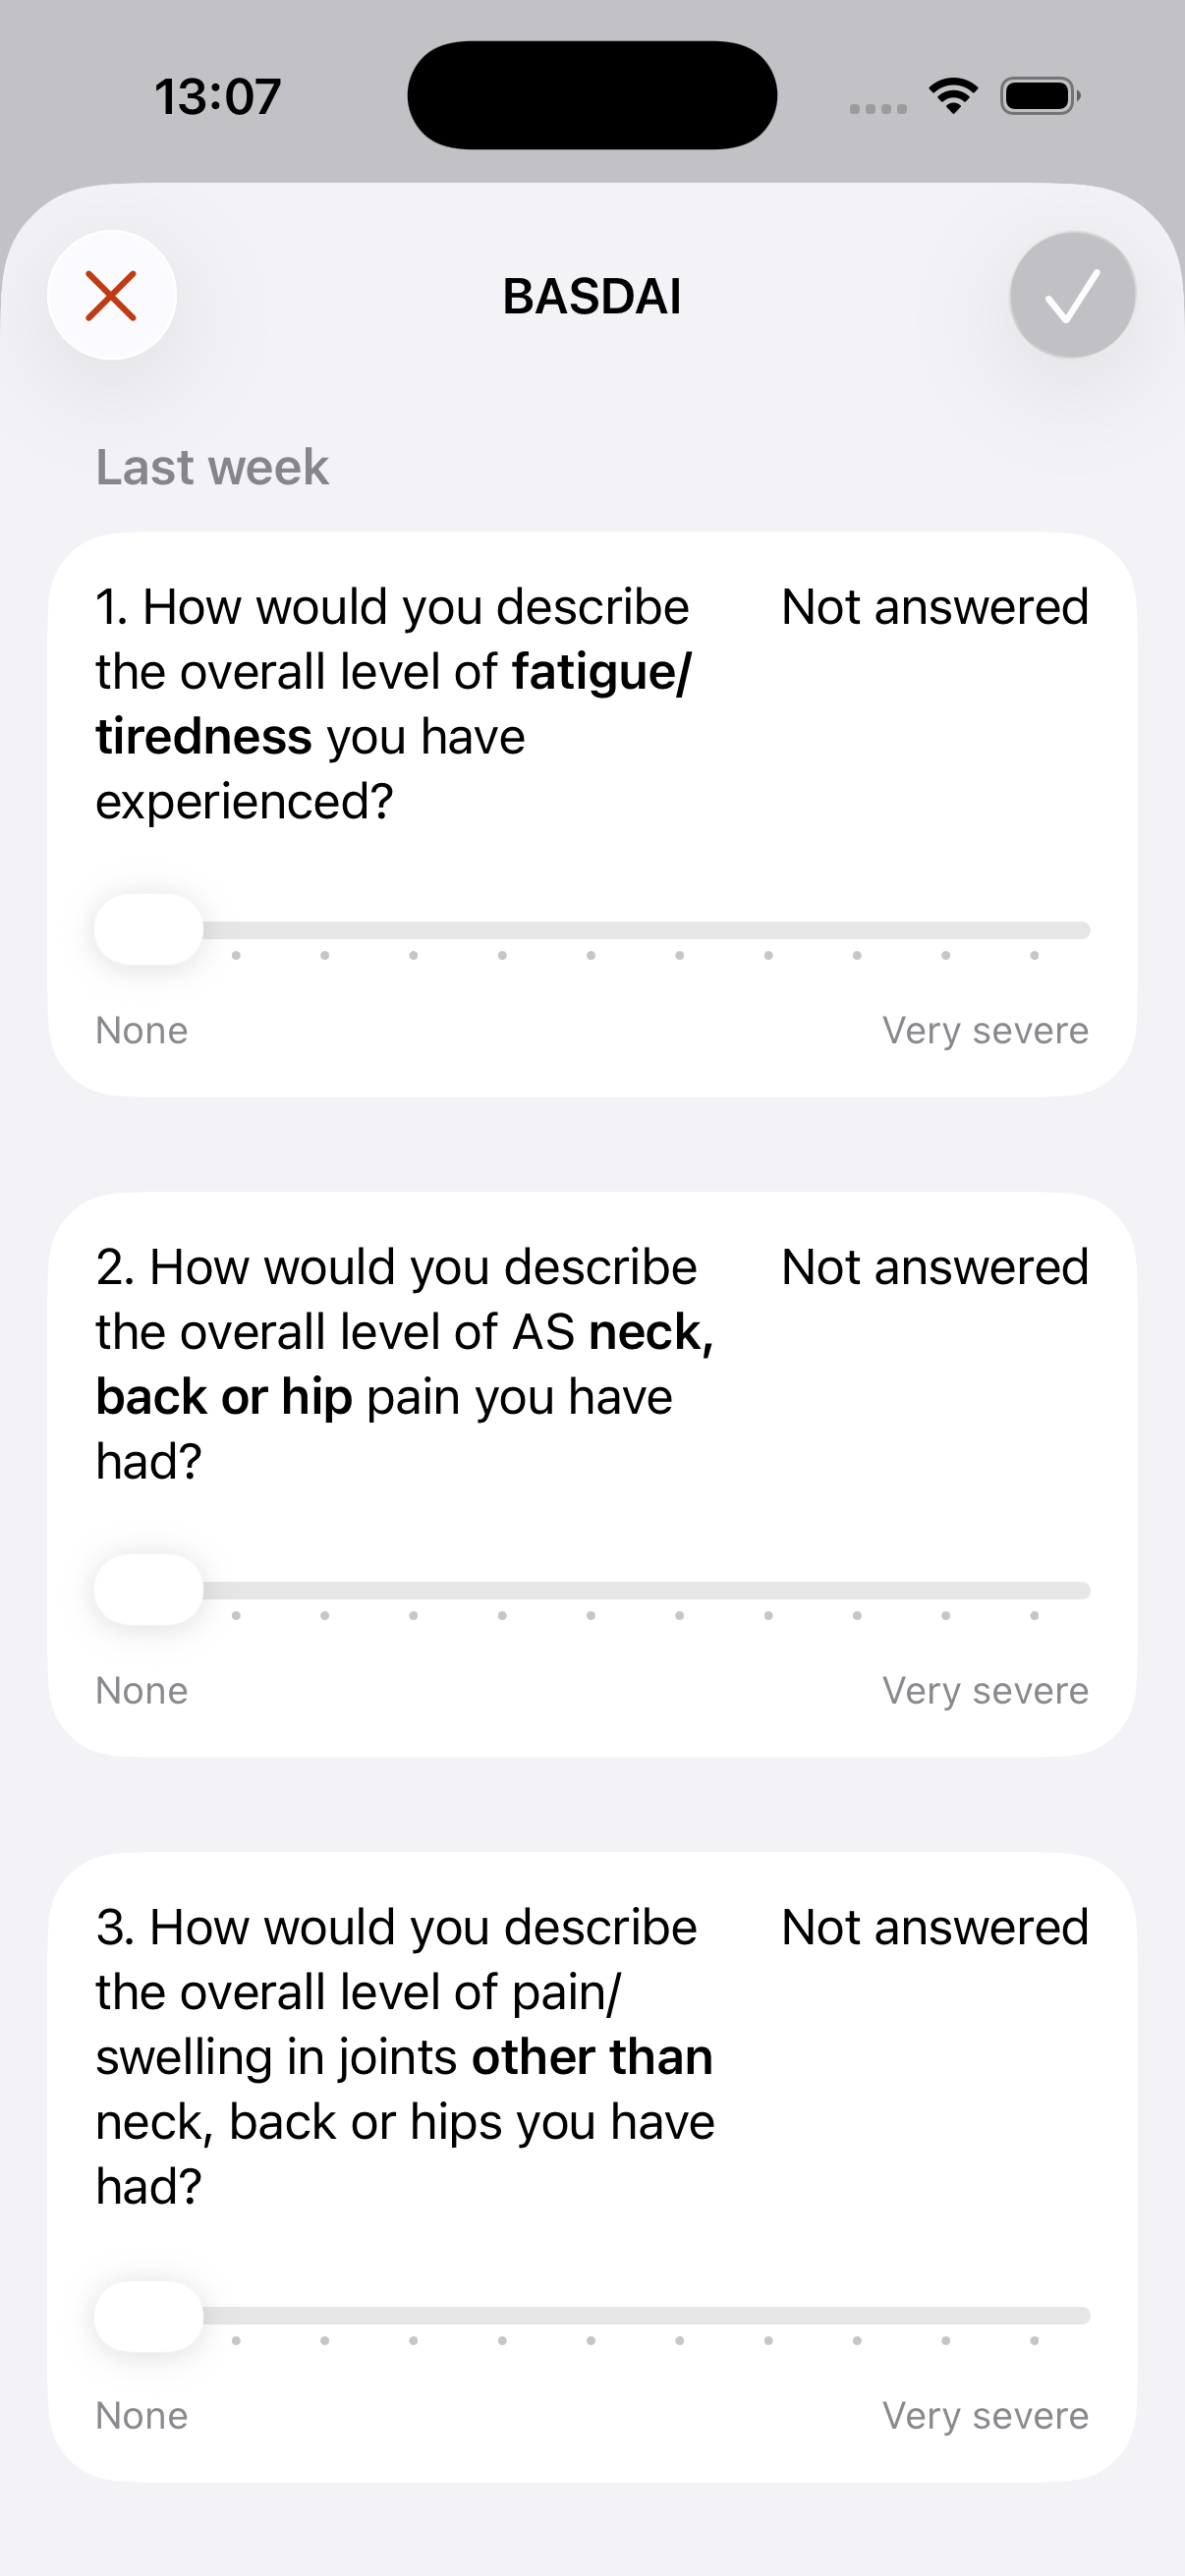 13:07
BASDAI
Last week
1. How would you describe
the overall level of fatigue/
tiredness you have
experienced?
Not answered
None
Very severe
2. How would you describe
the overall level of AS neck,
back or hip pain you have
had?
Not answered
None
Very severe
3. How would you describe
the overall level of pain/
swelling in joints other than
neck, back or hips you have
had?
Not answered
None
Very severe